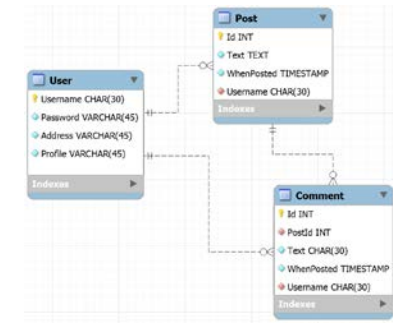 Post
Id INT
Text TEXT
WhenPosted TIMESTAMP
Username CHAR(30)
Indexes
User
Username CHAR(30)
Password VARCHAR(45)
Address VARCHAR(45)
Profile VARCHAR(45)
Indexes
Comment
Id INT
PostId INT
Text CHAR(30)
WhenPosted TIMESTAMP
Username CHAR(30)
Indexes